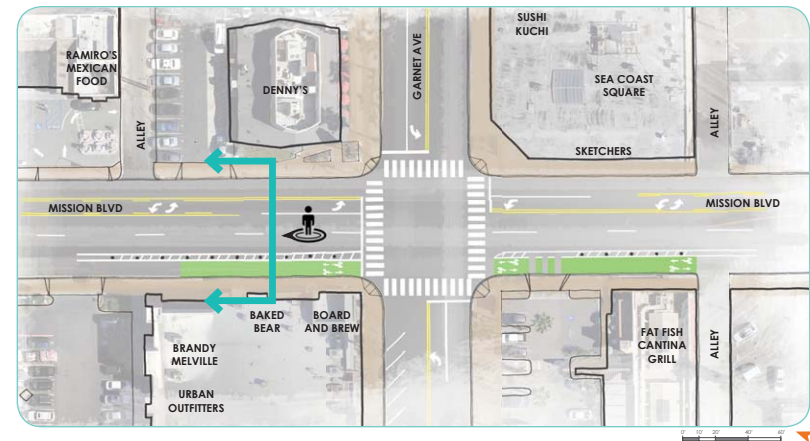 SUSHI
KUCHI
RAMIRO'S
MEXICAN
FOOD
ALLEY
DENNY'S
GARNET AVE
SEA COAST
SQUARE
ALLEY
SKETCHERS
MISSION BLVD
MISSION BLVD
BAKED
BEAR
BOARD
AND BREW
BRANDY
MELVILLE
URBAN
OUTFITTERS
FAT FISH
CANTINA
GRILL
ALLEY
0' 10' 20' 40' 60'